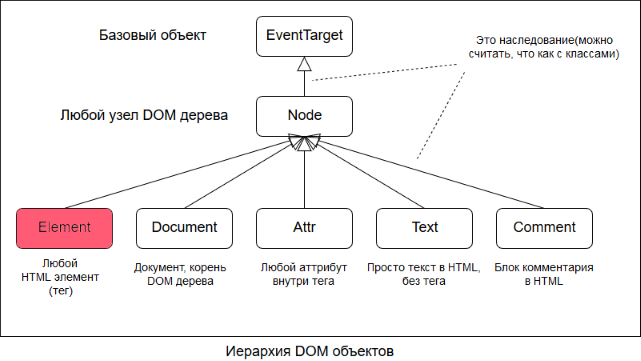 Базовый объект
EventTarget
Это наследование(можно
считать, что как с классами)
Любой узел DOM дерева
Node
Element
Document
Attr
Text
Comment
Любой
HTML элемент
(тег)
Документ, корень
DOM дерева
Любой аттрибут
внутри тега
Просто текст в HTML,
без тега
Блок комментария
в HTML
Иерархия DOM объектов